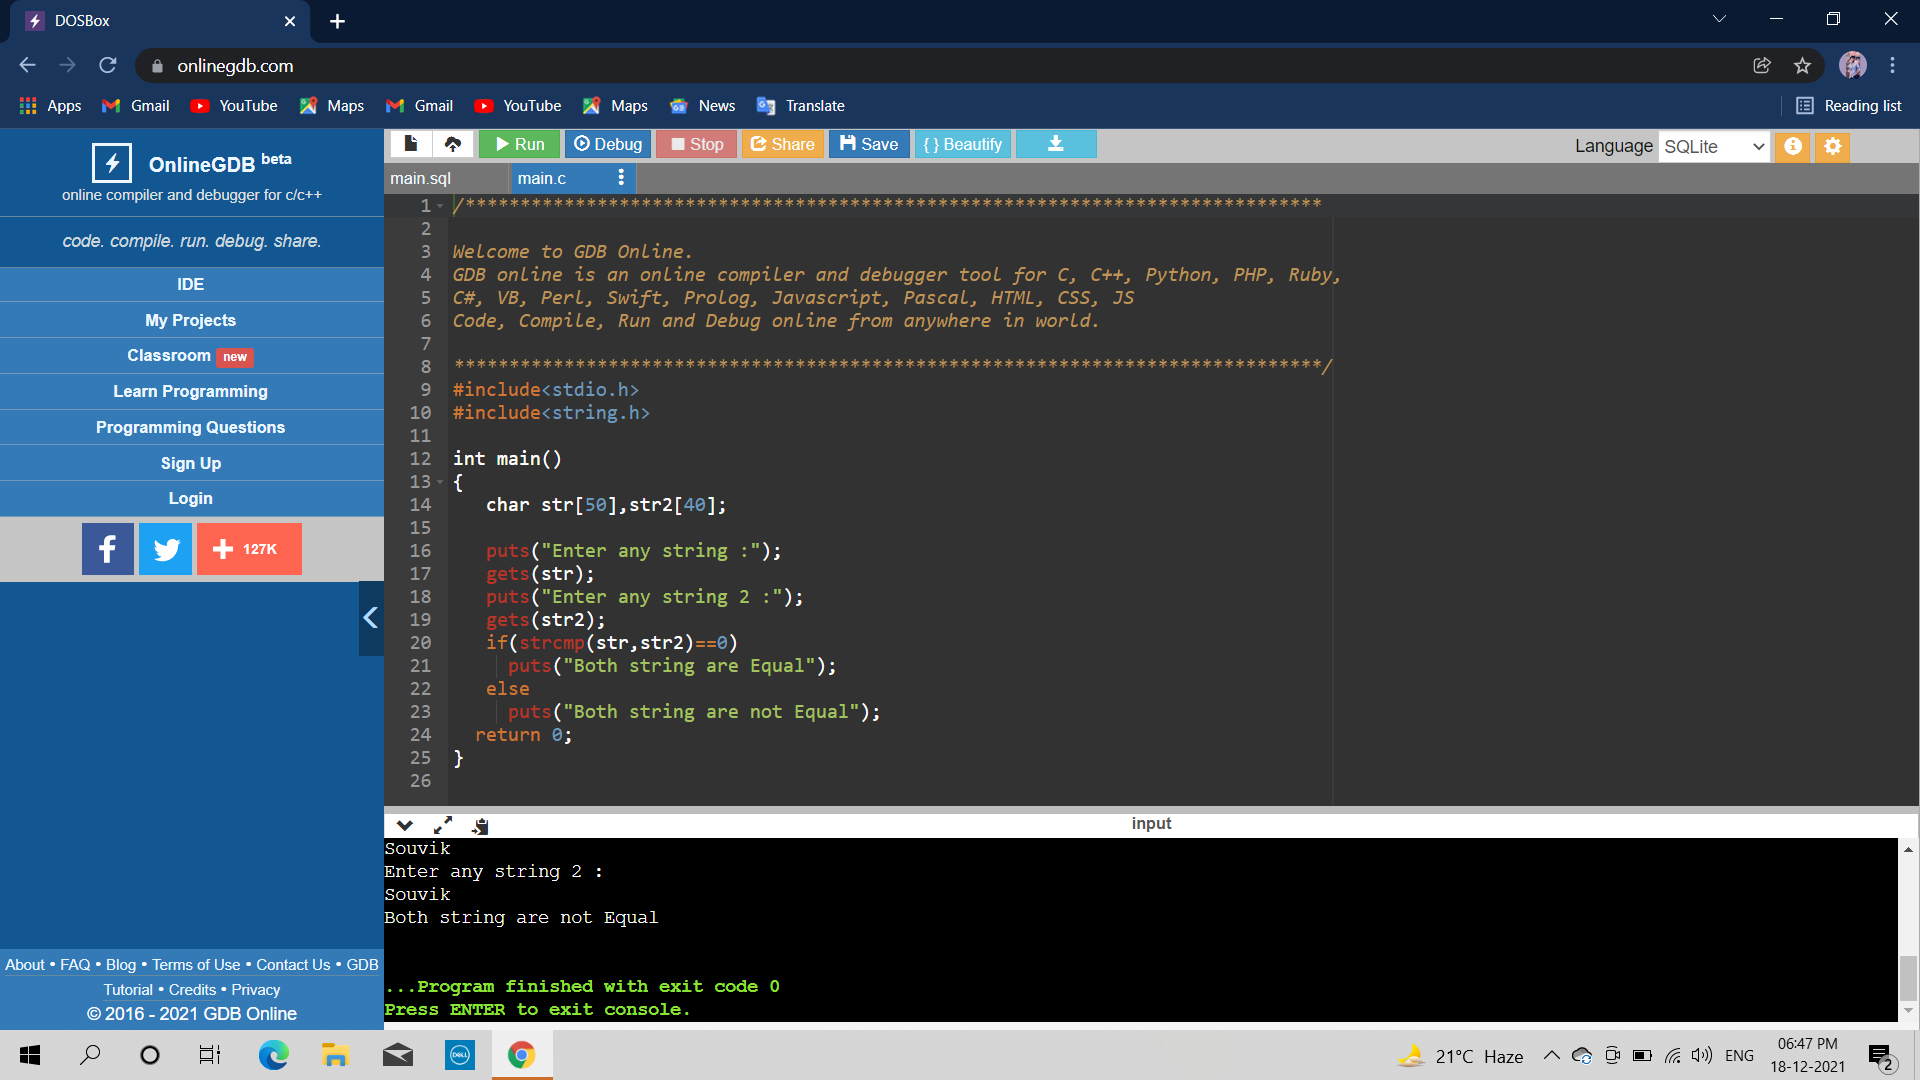 DOSBox
onlinegdb.com
Apps Gmail YouTube Maps Gmail YouTube Maps News Translate Reading list
OnlineGDB beta
online compiler and debugger for c/c++
code. compile. run. debug. share.
IDE
My Projects
Classroom new
Learn Programming
Programming Questions
Sign Up
Login
f + 127K
About • FAQ • Blog • Terms of Use • Contact Us • GDB
Tutorial • Credits • Privacy
© 2016 - 2021 GDB Online
Run Debug Stop Share Save { } Beautify Language SQLite
main.sql main.c
1 /******************************************************************************
2
3 Welcome to GDB Online.
4 GDB online is an online compiler and debugger tool for C, C++, Python, PHP, Ruby,
5 C#, VB, Perl, Swift, Prolog, Javascript, Pascal, HTML, CSS, JS
6 Code, Compile, Run and Debug online from anywhere in world.
7
8 *******************************************************************************/
9 #include<stdio.h>
10 #include<string.h>
11
12 int main()
13 {
14 char str[50],str2[40];
15
16 puts("Enter any string :");
17 gets(str);
18 puts("Enter any string 2 :");
19 gets(str2);
20 if(strcmp(str,str2)==0)
21 puts("Both string are Equal");
22 else
23 puts("Both string are not Equal");
24 return 0;
25 }
26
input
Souvik
Enter any string 2 :
Souvik
Both string are not Equal
...Program finished with exit code 0
Press ENTER to exit console.
DELL
21°C Haze ENG 06:47 PM
18-12-2021
2